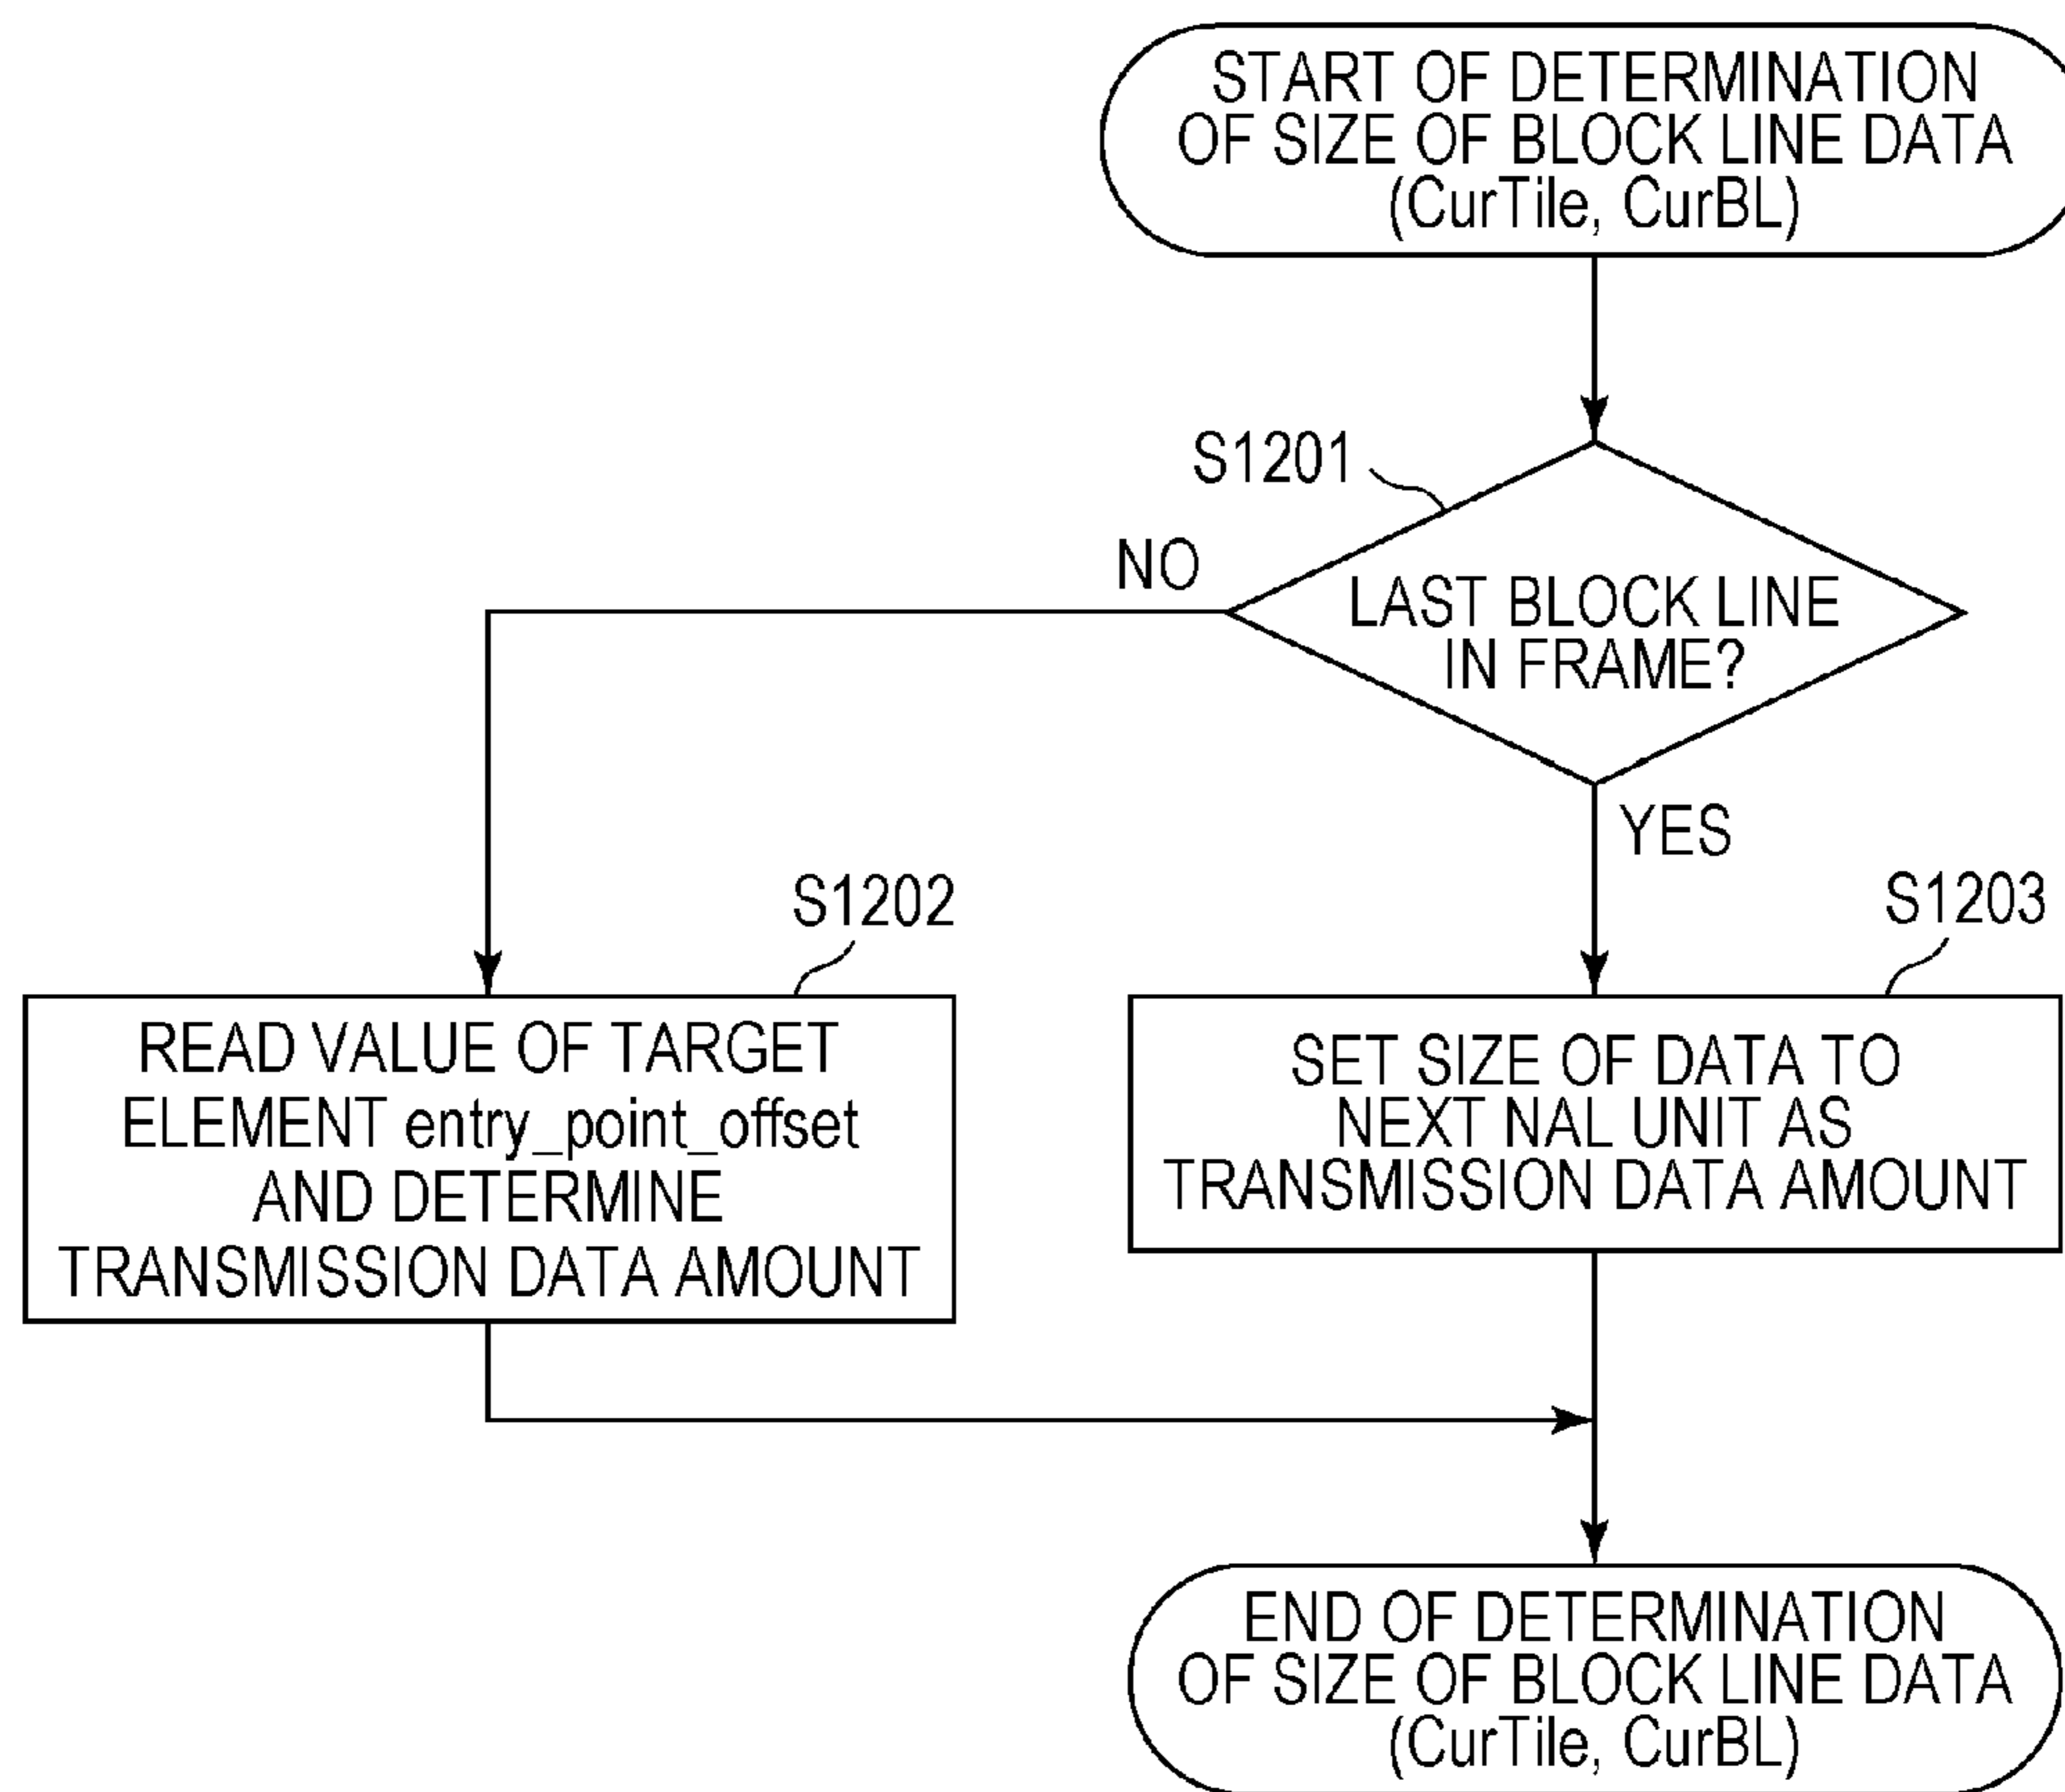 START OF DETERMINATION
OF SIZE OF BLOCK LINE DATA
(CurTile, CurBL)
S1201
NO
LAST BLOCK LINE
IN FRAME?
YES
S1202
S1203
READ VALUE OF TARGET
ELEMENT entry_point_offset
AND DETERMINE
TRANSMISSION DATA AMOUNT
SET SIZE OF DATA TO
NEXT NAL UNIT AS
TRANSMISSION DATA AMOUNT
END OF DETERMINATION
OF SIZE OF BLOCK LINE DATA
(CurTile, CurBL)